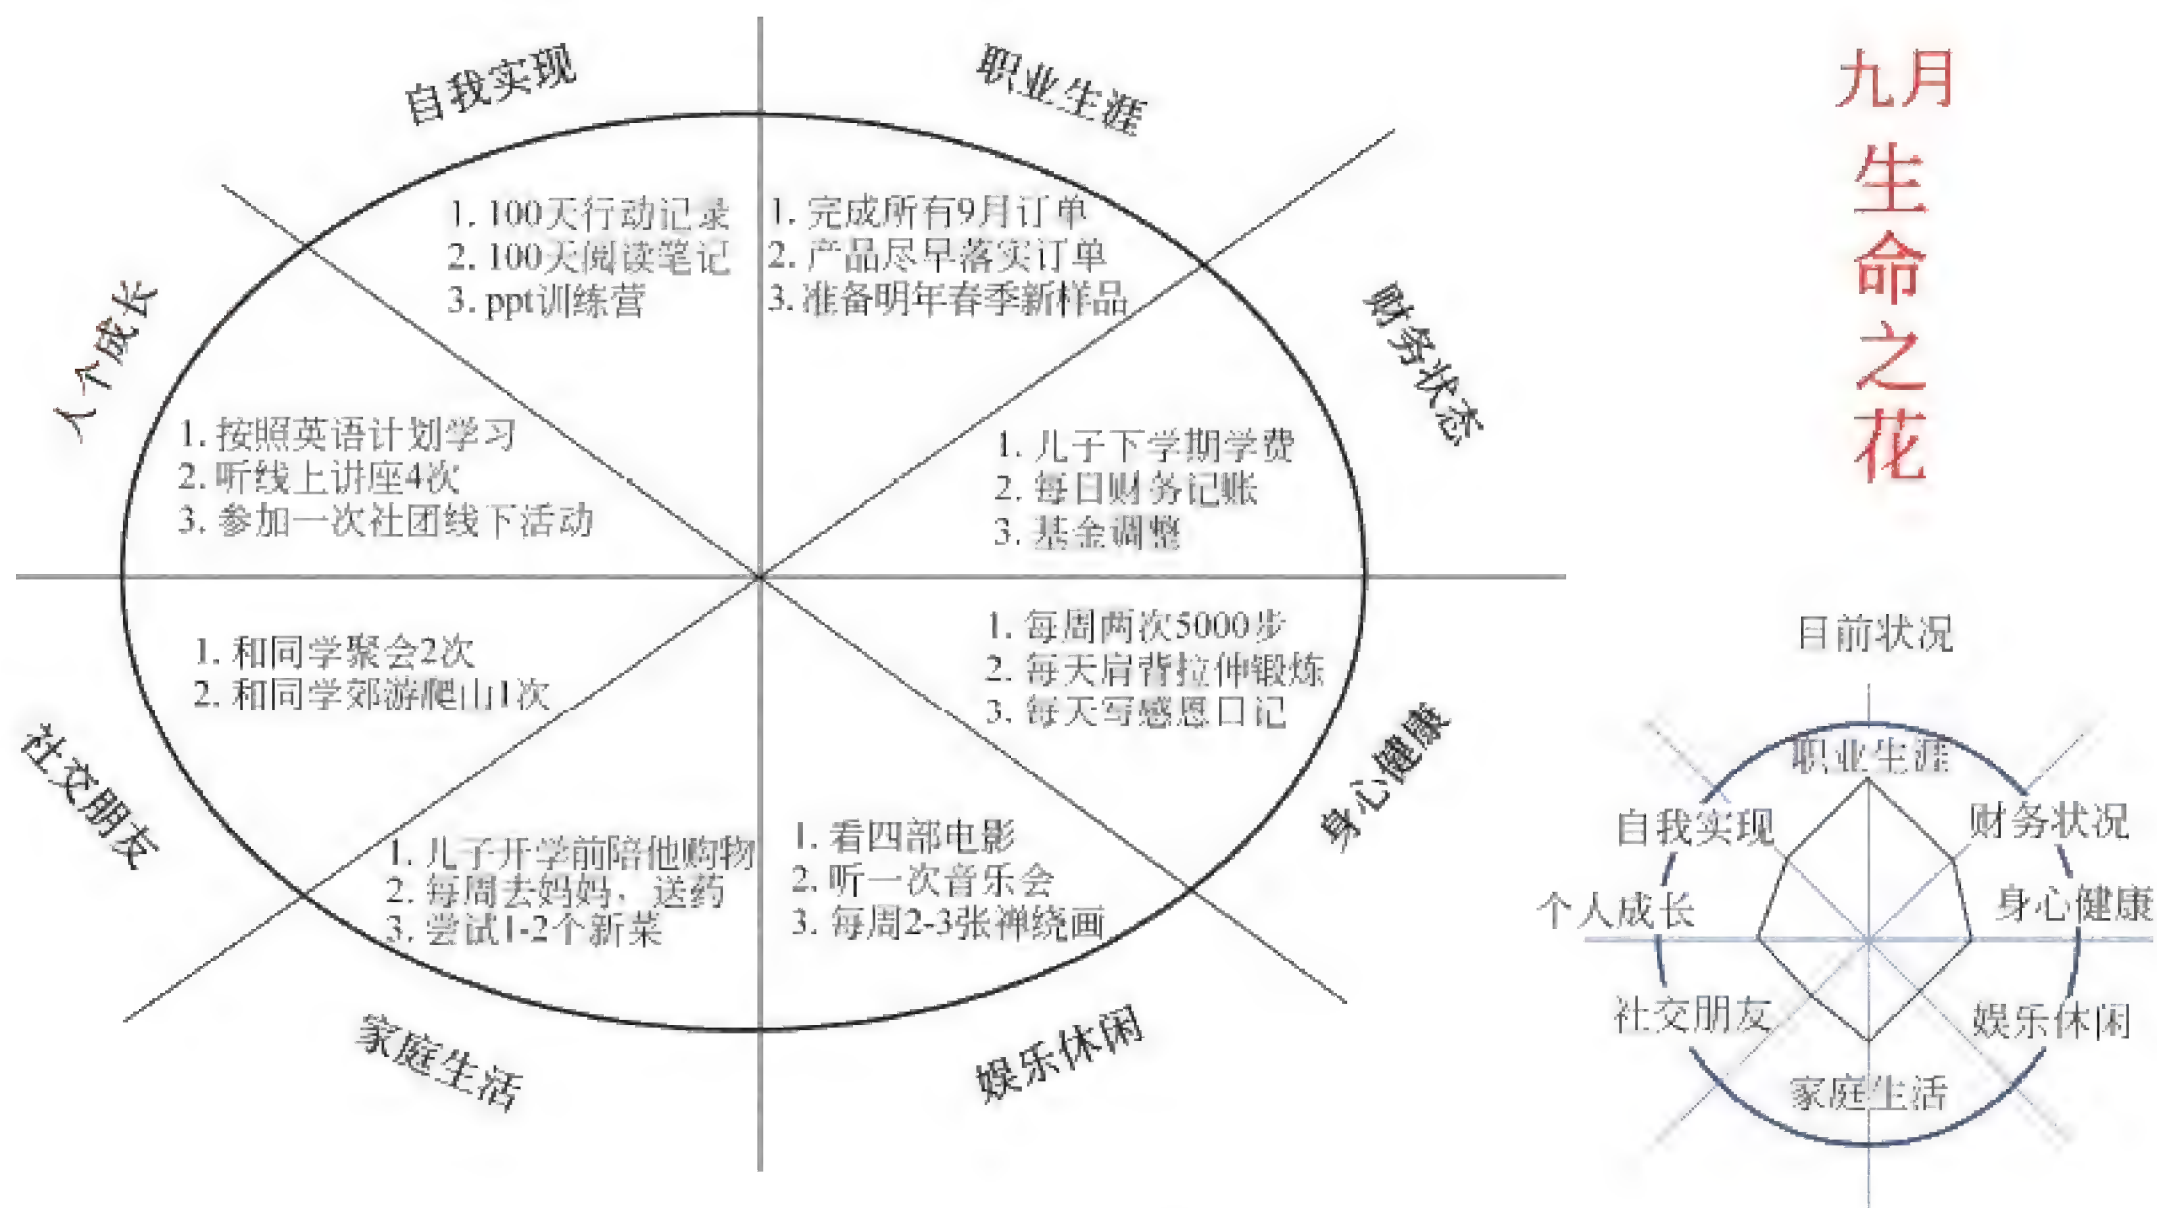 九月
生
命
之
花
自我实现
1. 100天行动记录
2. 100天阅读笔记
3. ppt训练营
职业生涯
1. 完成所有9月订单
2. 产品尽早落实订单
3. 准备明年春季新样品
财务状态
1. 儿子下学期学费
2. 每日财务记账
3. 基金调整
身心健康
1. 每周两次5000步
2. 每天肩背拉伸锻炼
3. 每天写感恩日记
娱乐休闲
1. 看四部电影
2. 听一次音乐会
3. 每周2-3张禅绕画
家庭生活
1. 儿子开学前陪他购物
2. 每周去妈妈，送药
3. 尝试1-2个新菜
社交朋友
1. 和同学聚会2次
2. 和同学郊游爬山1次
人个成长
1. 按照英语计划学习
2. 听线上讲座4次
3. 参加一次社团线下活动
目前状况
职业生涯
财务状况
身心健康
娱乐休闲
家庭生活
社交朋友
个人成长
自我实现